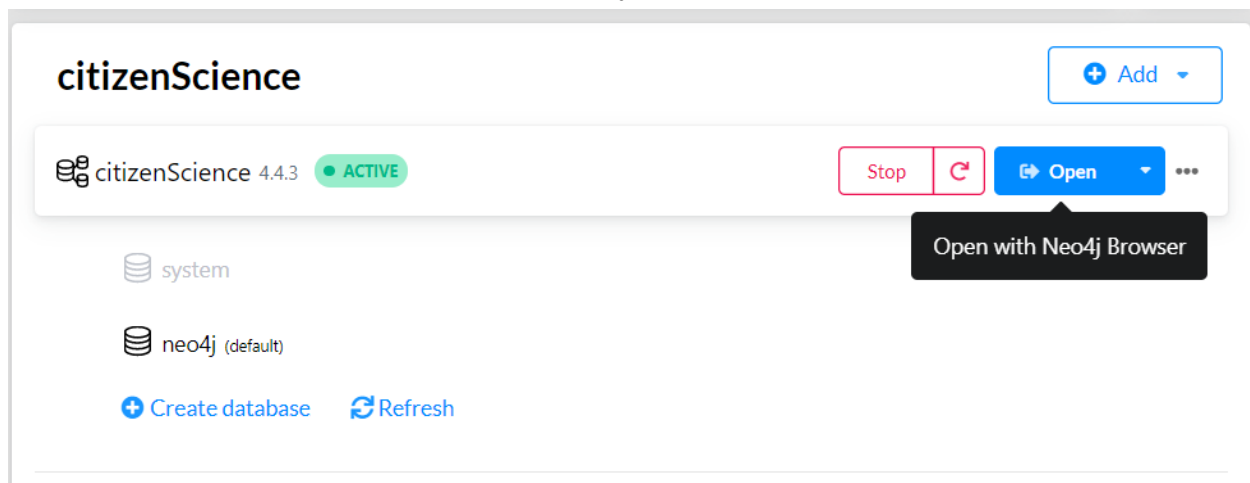 citizenScience
Add
citizenScience 4.4.3 ACTIVE Stop Open
Open with Neo4j Browser
system
neo4j (default)
Create database Refresh